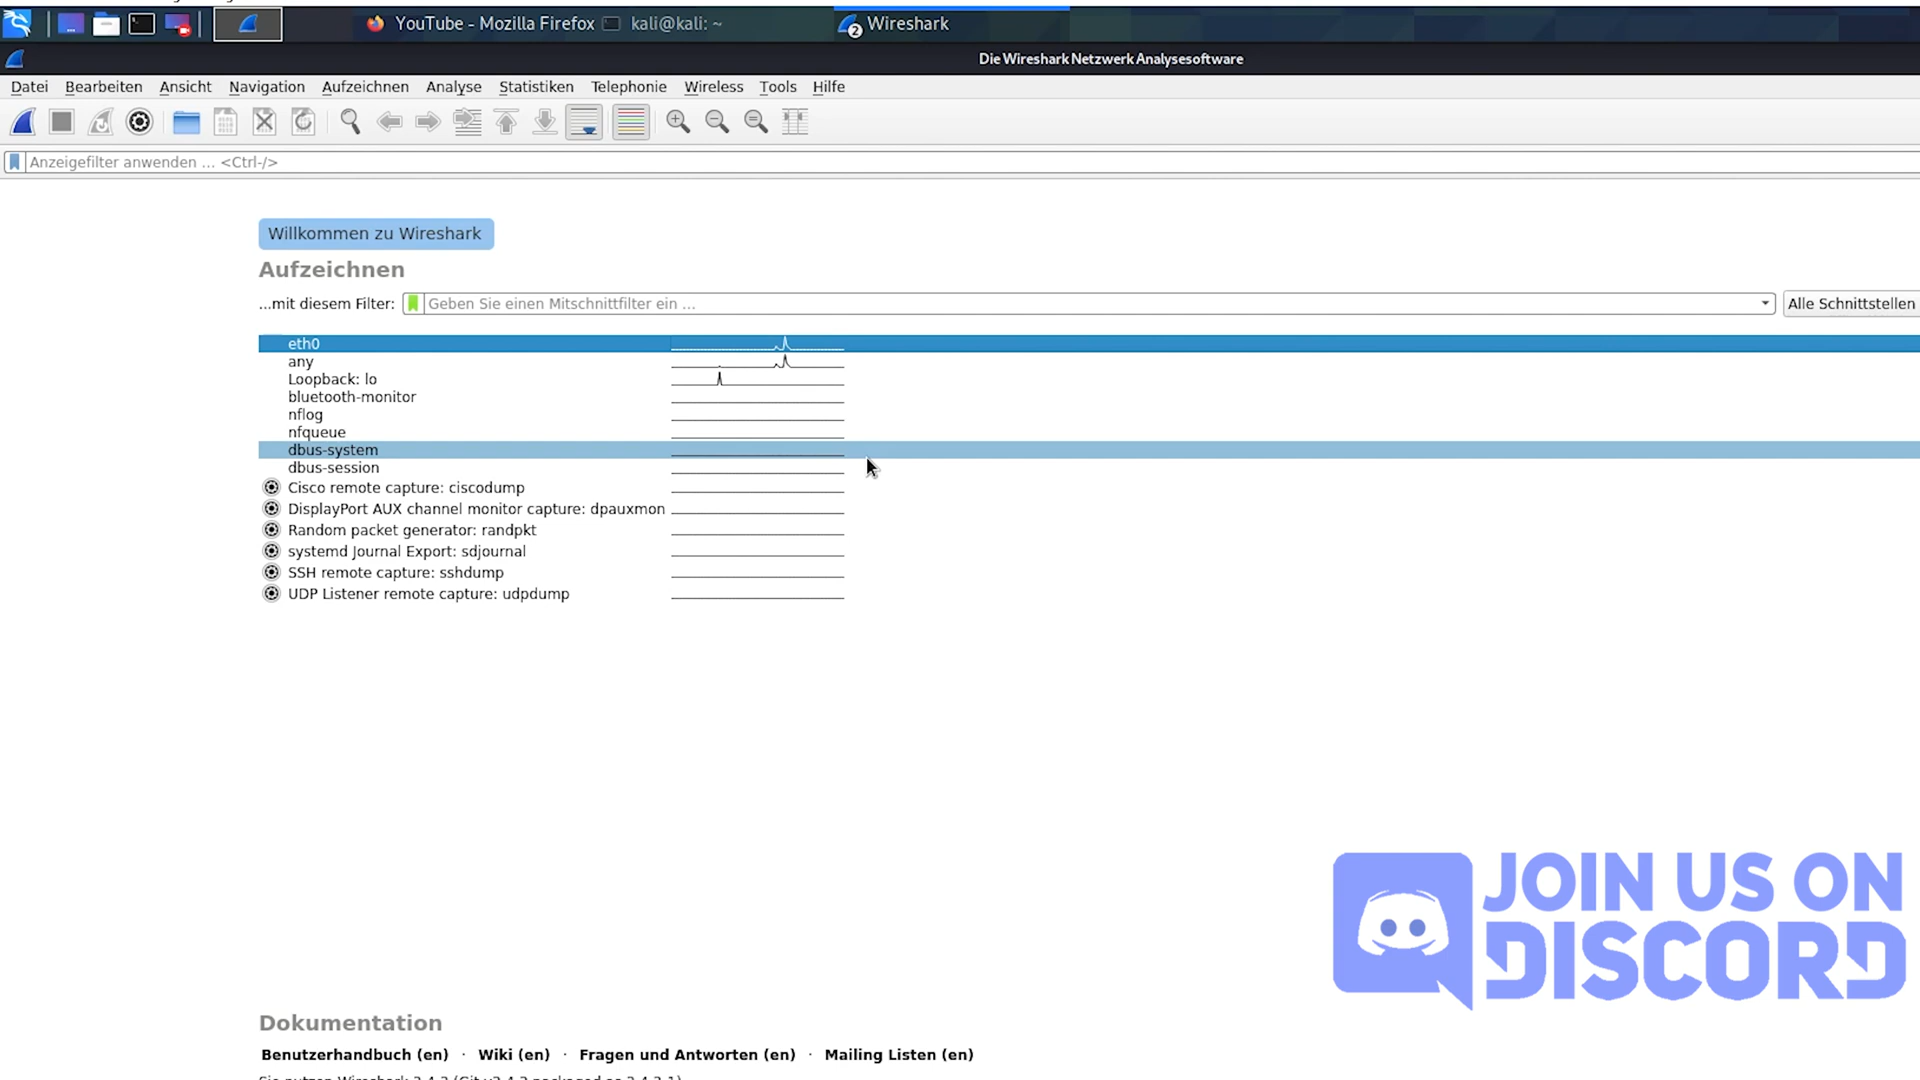 YouTube - Mozilla Firefox
kali@kali: ~
2
Wireshark
Die Wireshark Netzwerk Analysesoftware
Datei Bearbeiten Ansicht Navigation Aufzeichnen Analyse Statistiken Telephonie Wireless Tools Hilfe
Anzeigefilter anwenden … <Ctrl-/>
Willkommen zu Wireshark
Aufzeichnen
…mit diesem Filter: Geben Sie einen Mitschnittfilter ein … Alle Schnittstellen
eth0
any
Loopback: lo
bluetooth-monitor
nflog
nfqueue
dbus-system
dbus-session
Cisco remote capture: ciscodump
DisplayPort AUX channel monitor capture: dpauxmon
Random packet generator: randpkt
systemd Journal Export: sdjournal
SSH remote capture: sshdump
UDP Listener remote capture: udpdump
JOIN US ON
DISCORD
Dokumentation
Benutzerhandbuch (en) · Wiki (en) · Fragen und Antworten (en) · Mailing Listen (en)
Sie nutzen Wireshark